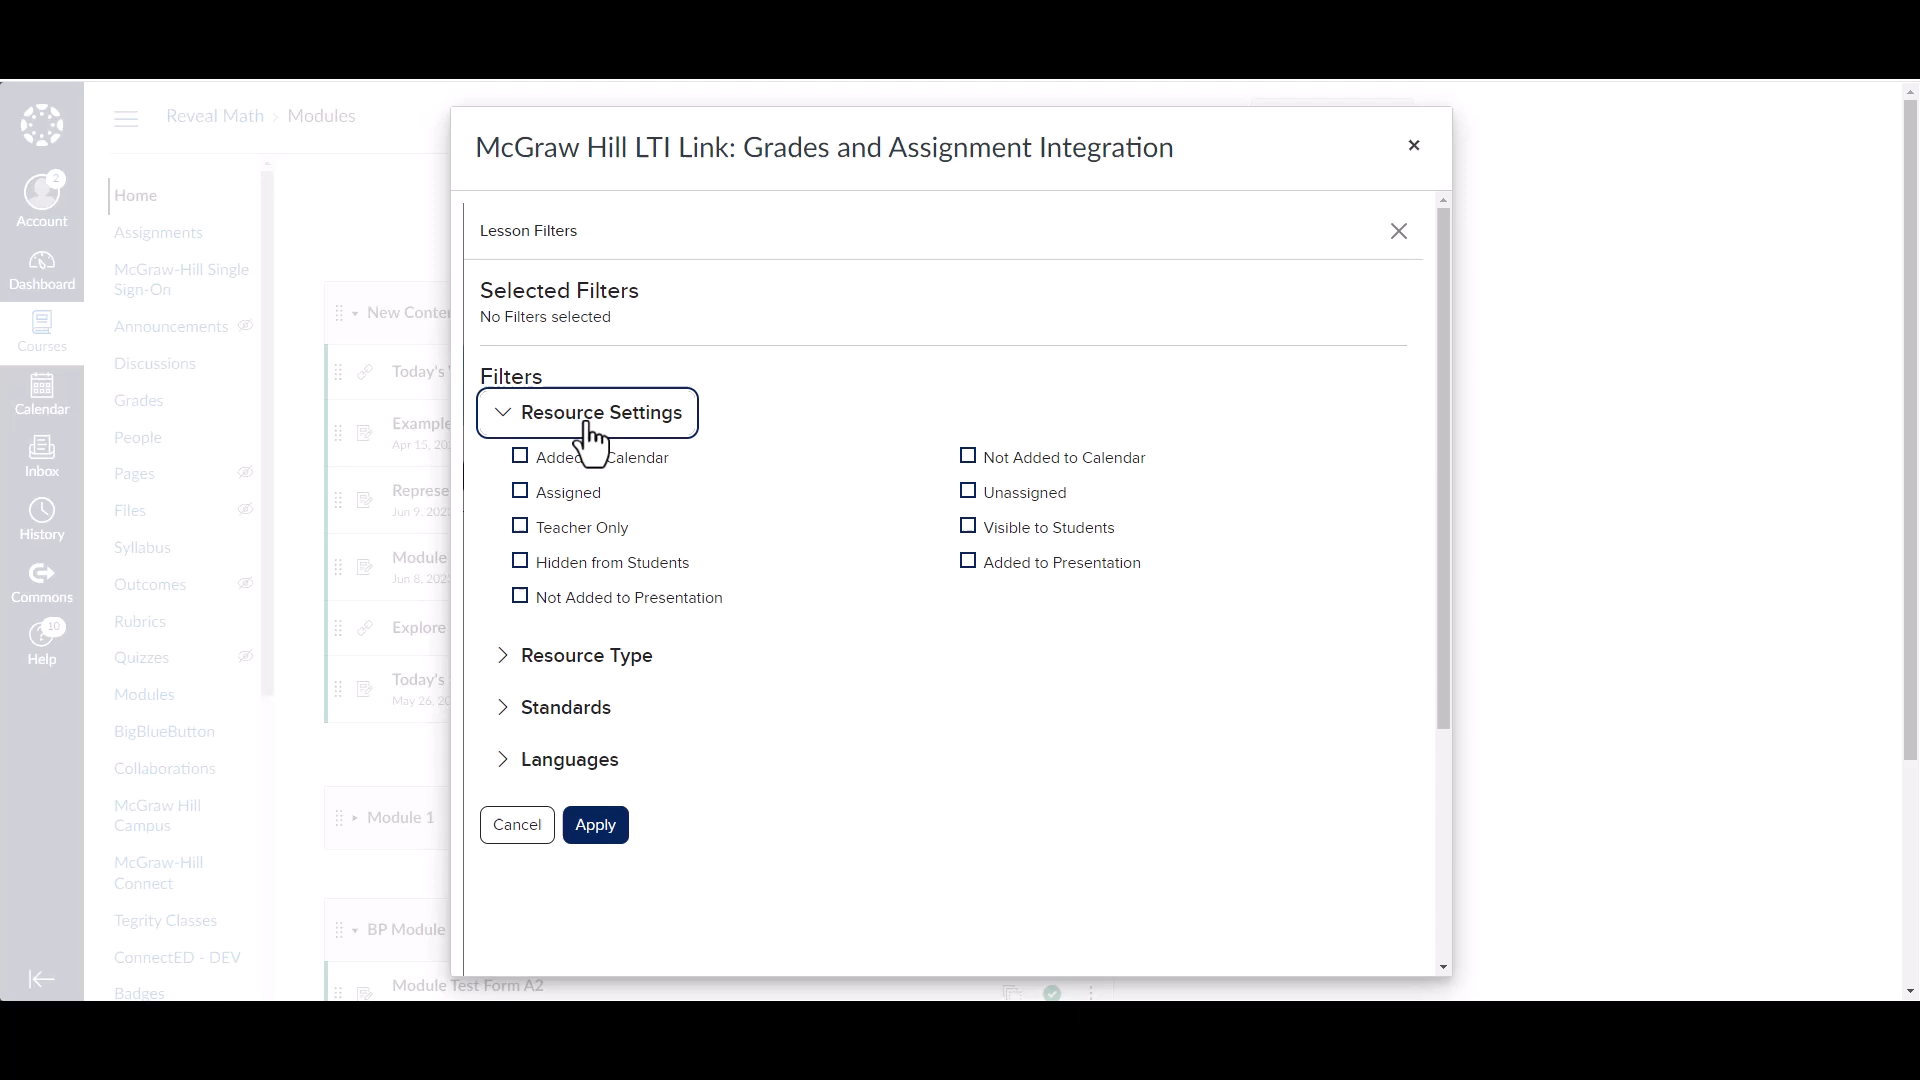 Reveal Math > Modules
2
Account
Dashboard
Courses
Calendar
Inbox
History
Commons
10
Help
Home
Assignments
McGraw-Hill Single
Sign-On
Announcements
Discussions
Grades
People
Pages
Files
Syllabus
Outcomes
Rubrics
Quizzes
Modules
BigBlueButton
Collaborations
McGraw Hill
Campus
McGraw-Hill
Connect
Tegrity Classes
ConnectED - DEV
Badges
New Conte
Today's
Example
Apr 15, 20
Represe
Jun 9, 202
Module
Jun 8, 202
Explore
Today's
May 26, 20
Module 1
BP Module
Module Test Form A2
McGraw Hill LTI Link: Grades and Assignment Integration
Lesson Filters
Selected Filters
No Filters selected
Filters
Resource Settings
Added Calendar
Not Added to Calendar
Assigned
Unassigned
Teacher Only
Visible to Students
Hidden from Students
Added to Presentation
Not Added to Presentation
Resource Type
Standards
Languages
Cancel
Apply